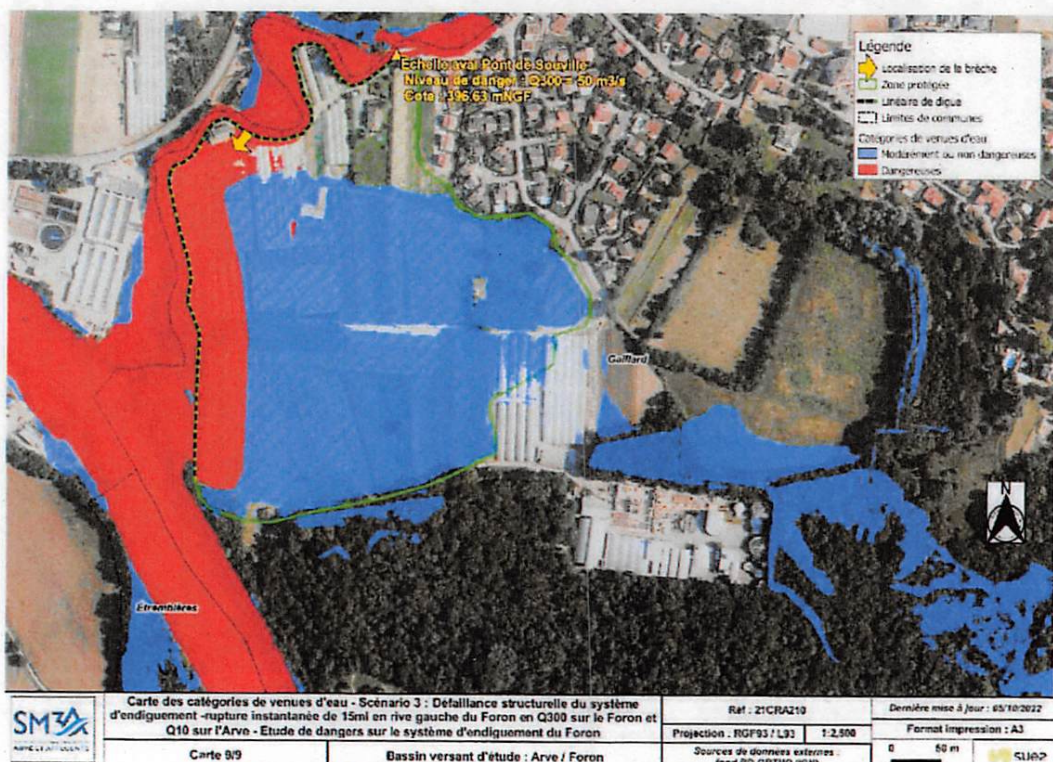 Echelle aval Pont de Souville
Niveau de danger : Q300 = 50 m3/s
Cote : 396.63 mNGF
Légende
Localisation de la brèche
Zone protégée
Linéaire de digue
Limites de communes
Catégories de venues d'eau
Modérément ou non dangereuses
Dangereuses
Gaillard
N
Etrembières
SM3A
Carte des catégories de venues d'eau - Scénario 3 : Défaillance structurelle du système
d'endiguement -rupture instantanée de 15ml en rive gauche du Foron en Q300 sur le Foron et
Q10 sur l'Arve - Etude de dangers sur le système d'endiguement du Foron
Réf : 21CRA210
Dernière mise à jour : 05/10/2022
Projection : RGF93 / L93
1:2,500
Format impression : A3
Carte 9/9
Bassin versant d'étude : Arve / Foron
Sources de données externes :
0 50 m
suez